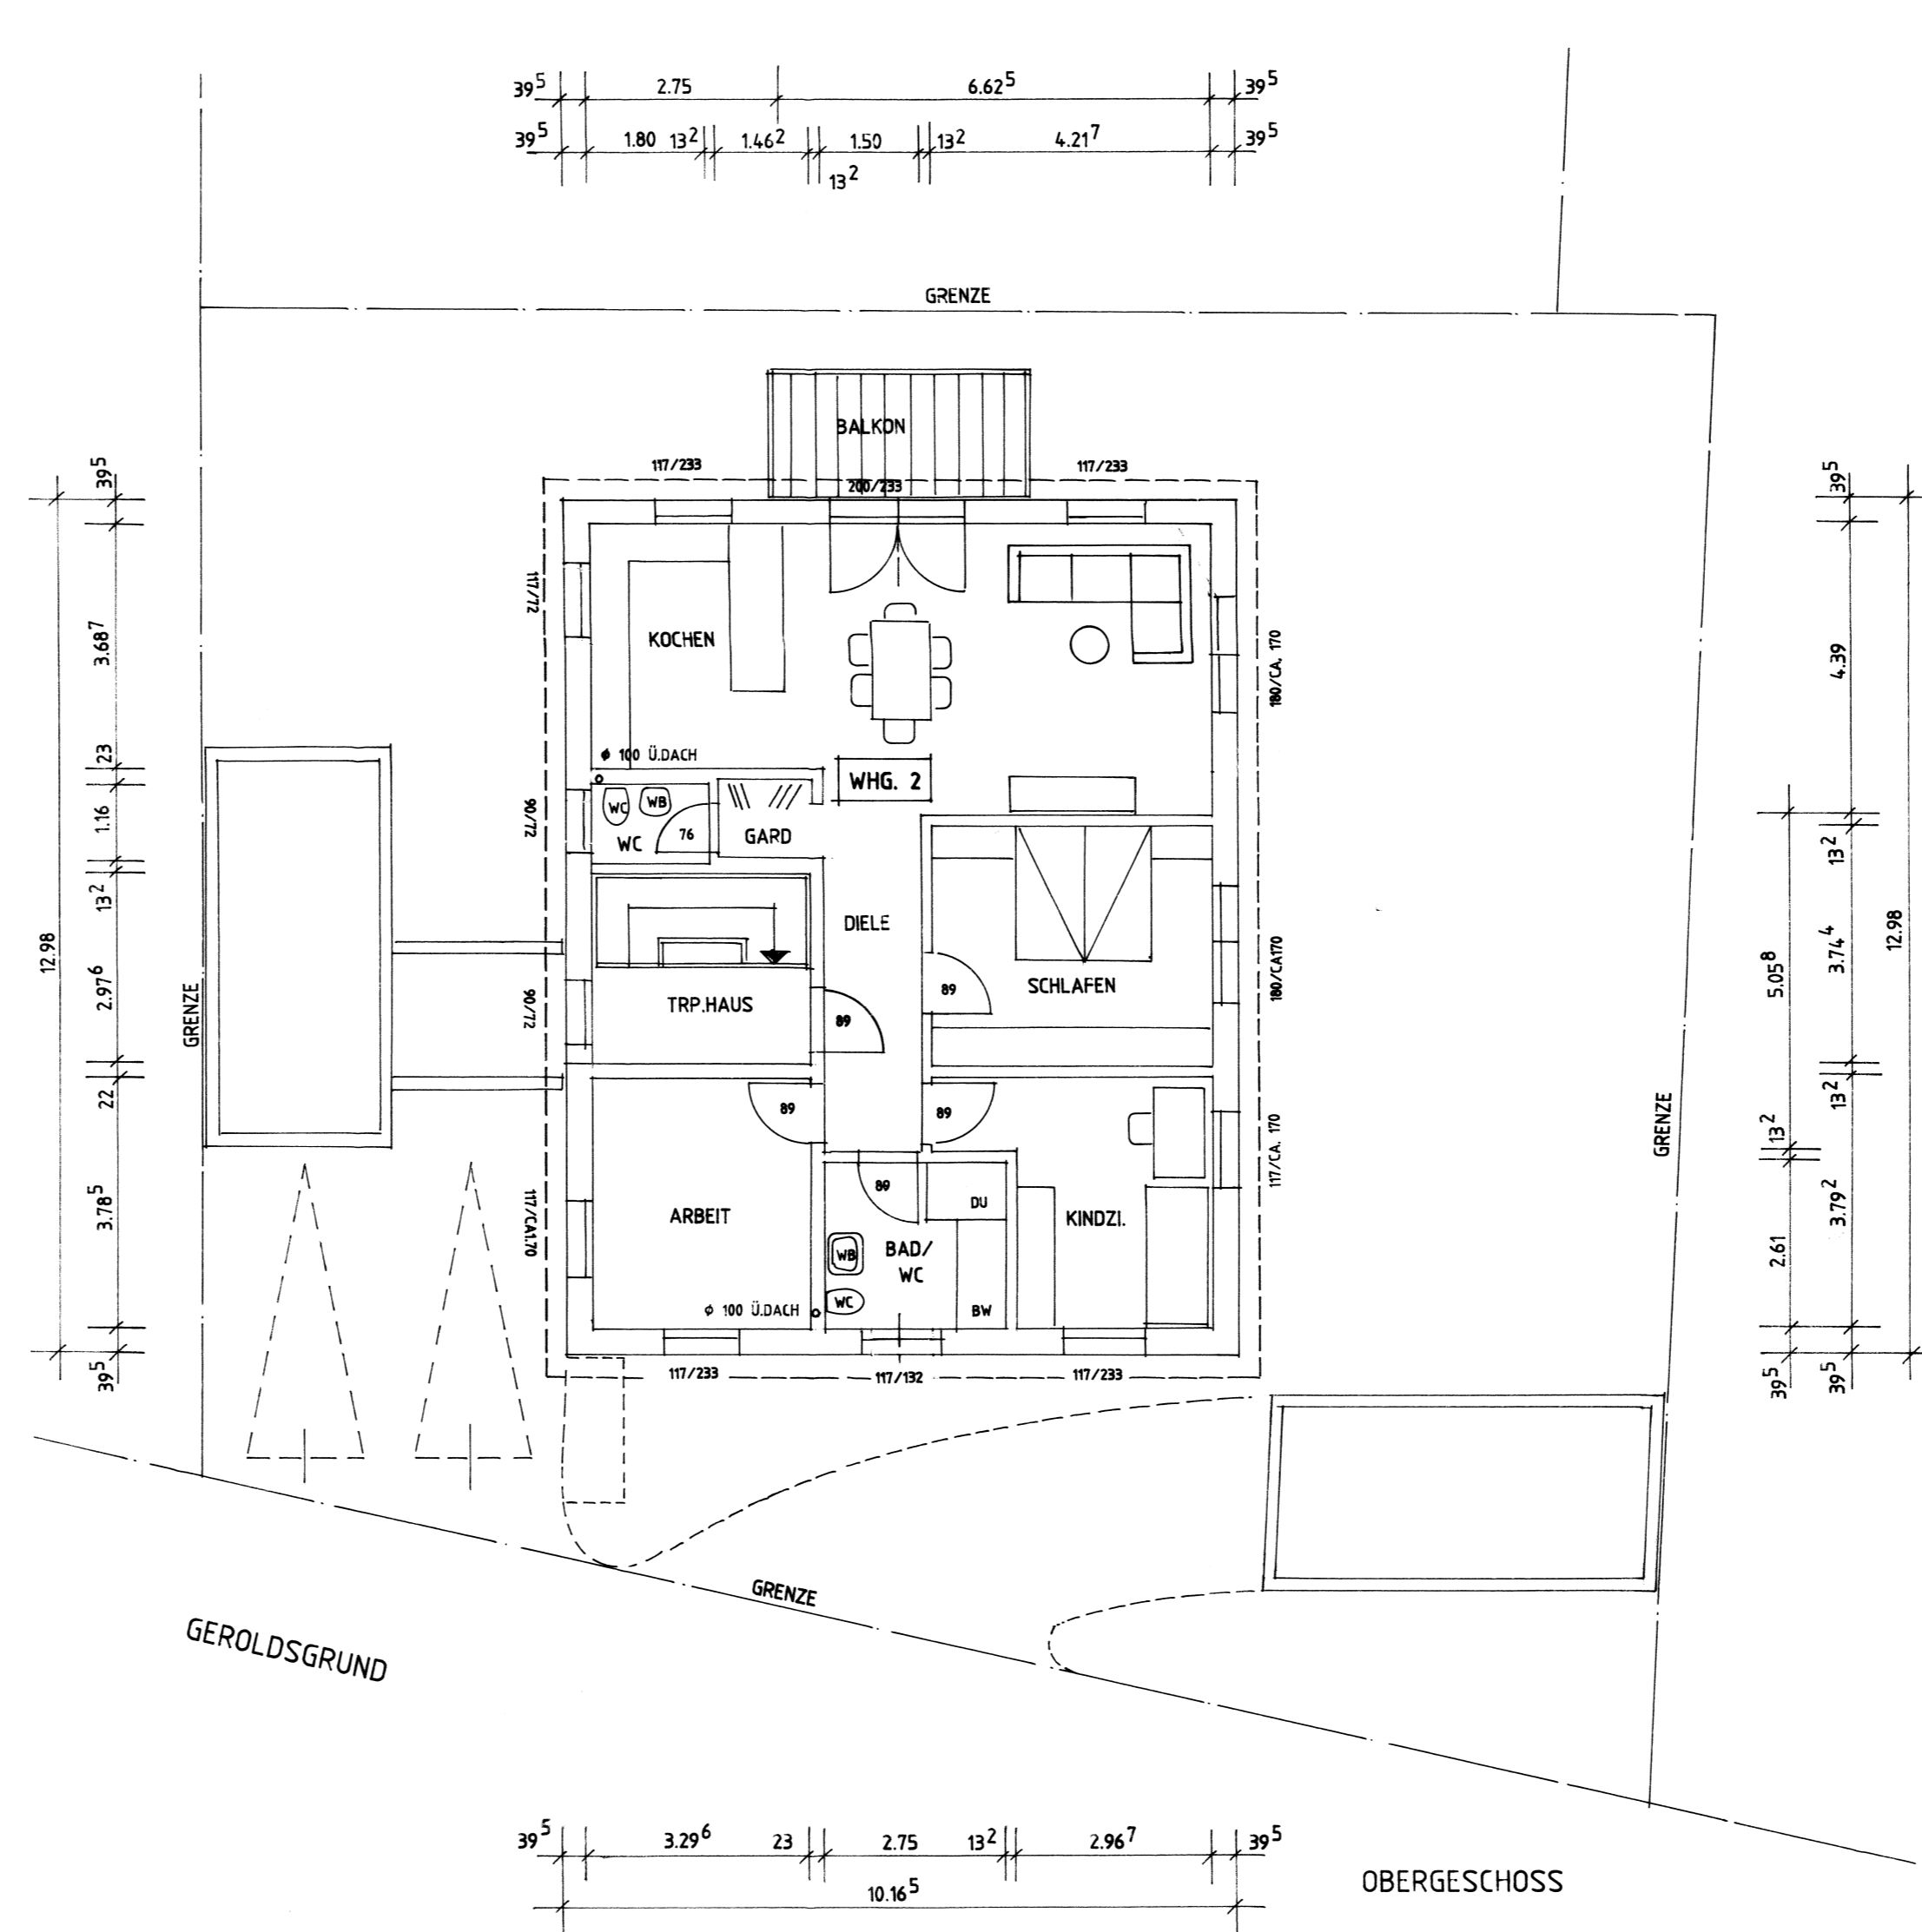 39⁵ 2.75 6.62⁵ 39⁵
39⁵ 1.80 13² 1.46² 1.50 13² 4.21⁷ 39⁵
13²
GRENZE
BALKON
117/233 117/233
200/233
117/72
KOCHEN
180/CA. 170
ø 100 Ü.DACH
WHG. 2
WC WB
90/72
WC 76 GARD
DIELE
180/CA170
SCHLAFEN
89
TRP.HAUS
90/72
89
89 89
117/CA. 170
89
DU
ARBEIT
KINDZI.
117/CA1.70
WB
BAD/
WC
WC
ø 100 Ü.DACH
BW
117/233 117/132 117/233
39⁵
3.68⁷
23
1.16
13²
2.97⁶
22
3.78⁵
39⁵
12.98
GRENZE
39⁵
4.39
13²
3.74⁴
13²
3.79²
39⁵
5.05⁸
13²
2.61
39⁵
12.98
GRENZE
GRENZE
GEROLDSGRUND
39⁵ 3.29⁶ 23 2.75 13² 2.96⁷ 39⁵
10.16⁵
OBERGESCHOSS